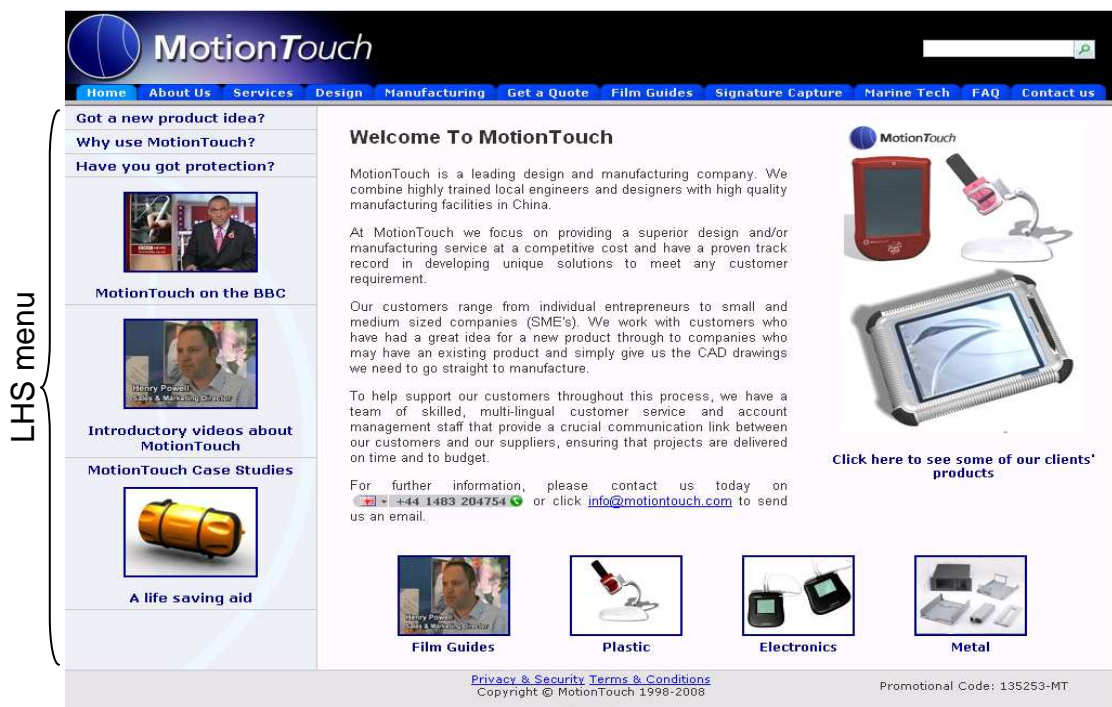 MotionTouch
Home About Us Services Design Manufacturing Get a Quote Film Guides Signature Capture Marine Tech FAQ Contact us
LHS menu
Got a new product idea?
Why use MotionTouch?
Have you got protection?
MotionTouch on the BBC
Henry Powell
Sales & Marketing Director
Introductory videos about
MotionTouch
MotionTouch Case Studies
A life saving aid
Welcome To MotionTouch
MotionTouch is a leading design and manufacturing company. We
combine highly trained local engineers and designers with high quality
manufacturing facilities in China.
At MotionTouch we focus on providing a superior design and/or
manufacturing service at a competitive cost and have a proven track
record in developing unique solutions to meet any customer
requirement.
Our customers range from individual entrepreneurs to small and
medium sized companies (SME's). We work with customers who
have had a great idea for a new product through to companies who
may have an existing product and simply give us the CAD drawings
we need to go straight to manufacture.
To help support our customers throughout this process, we have a
team of skilled, multi-lingual customer service and account
management staff that provide a crucial communication link between
our customers and our suppliers, ensuring that projects are delivered
on time and to budget.
For further information, please contact us today on
+44 1483 204754 or click info@motiontouch.com to send
us an email.
MotionTouch
Click here to see some of our clients'
products
Henry Powell
Sales & Marketing Director
Film Guides
Plastic
Electronics
Metal
Privacy & Security Terms & Conditions
Copyright © MotionTouch 1998-2008
Promotional Code: 135253-MT